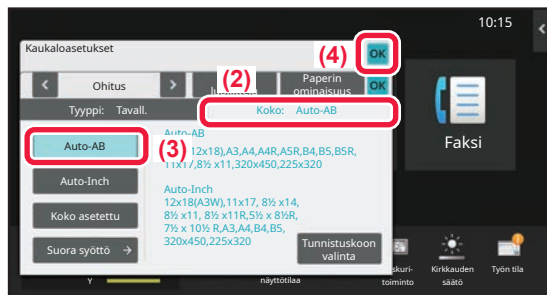 10:15
Kaukaloasetukset
(4)
OK
Ohitus
(2)
Paperin
ominaisuus
OK
Tyyppi: Tavall.
Koko: Auto-AB
Auto-AB
(3)
Auto-AB
12x18),A3,A4,A4R,A5R,B4,B5,B5R,
11x17,8½ x11,320x450,225x320
Auto-Inch
Auto-Inch
12x18(A3W),11x17, 8½ x14,
8½ x11, 8½ x11R,5½ x 8½R,
7½ x 10½ R,A3,A4,B4,B5,
320x450,225x320
Koko asetettu
Suora syöttö
Tunnistuskoon
valinta
Faksi
Y
näyttötilaa
skuri-
toiminto
Kirkkauden
säätö
Työn tila